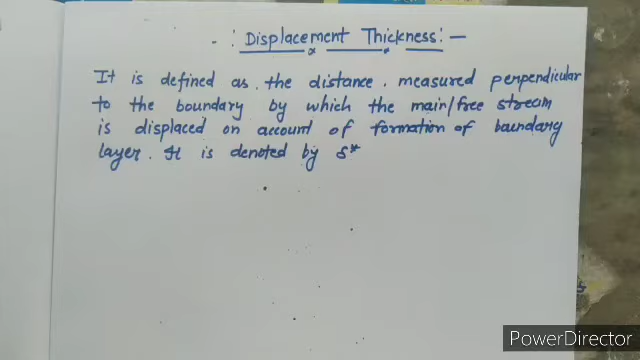 : Displacement Thickness: —
It is defined as the distance measured perpendicular
to the boundary by which the main/free stream
is displaced on account of formation of boundary
layer. It is denoted by δ*
PowerDirector